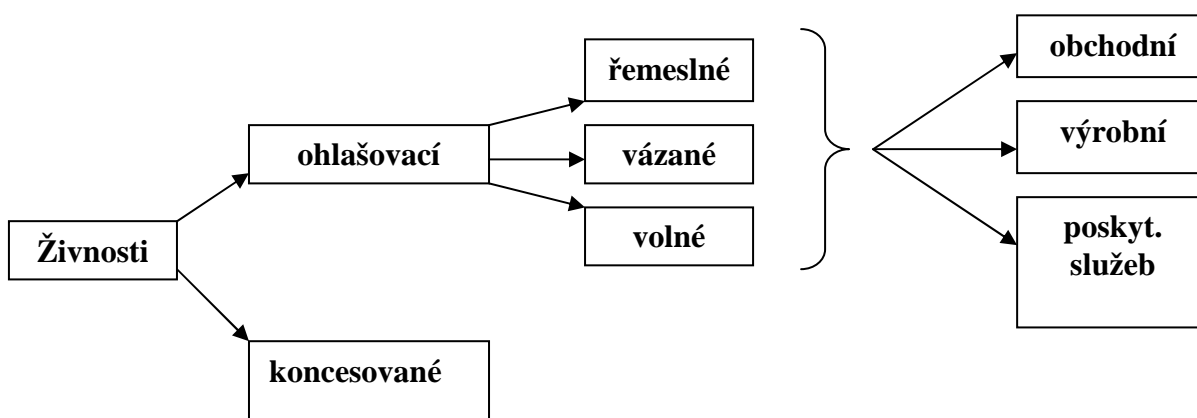 Živnosti
ohlašovací
koncesované
řemeslné
vázané
volné
obchodní
výrobní
poskyt.
služeb